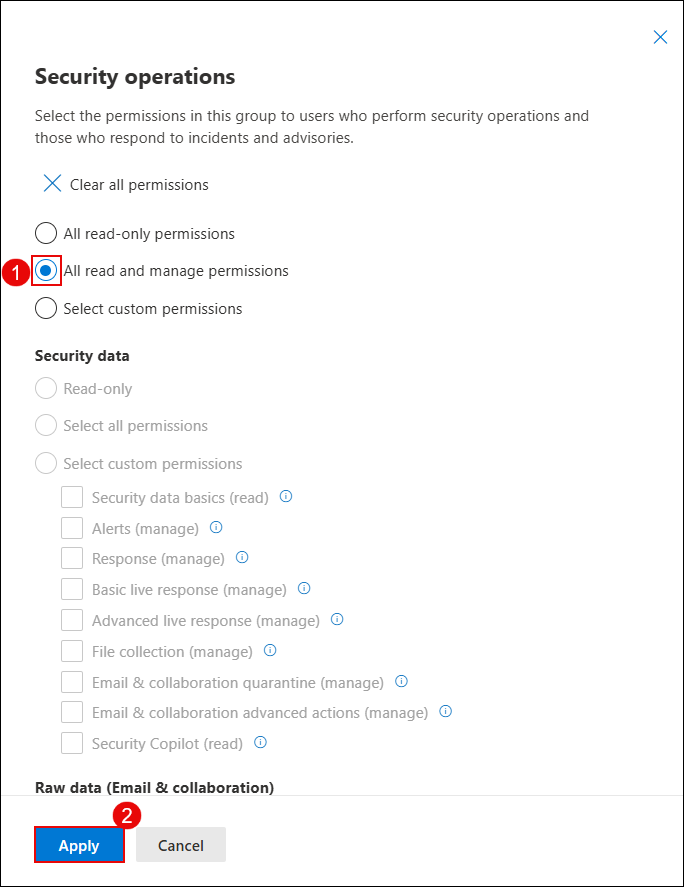 Security operations
Select the permissions in this group to users who perform security operations and
those who respond to incidents and advisories.
Clear all permissions
All read-only permissions
1
All read and manage permissions
Select custom permissions
Security data
Read-only
Select all permissions
Select custom permissions
Security data basics (read)
Alerts (manage)
Response (manage)
Basic live response (manage)
Advanced live response (manage)
File collection (manage)
Email & collaboration quarantine (manage)
Email & collaboration advanced actions (manage)
Security Copilot (read)
Raw data (Email & collaboration)
2
Apply
Cancel